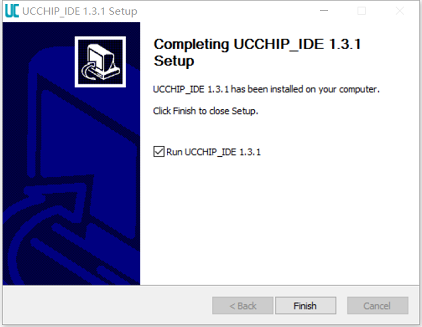 UC UCCHIP_IDE 1.3.1 Setup
Completing UCCHIP_IDE 1.3.1
Setup
UCCHIP_IDE 1.3.1 has been installed on your computer.
Click Finish to close Setup.
Run UCCHIP_IDE 1.3.1
< Back Finish Cancel